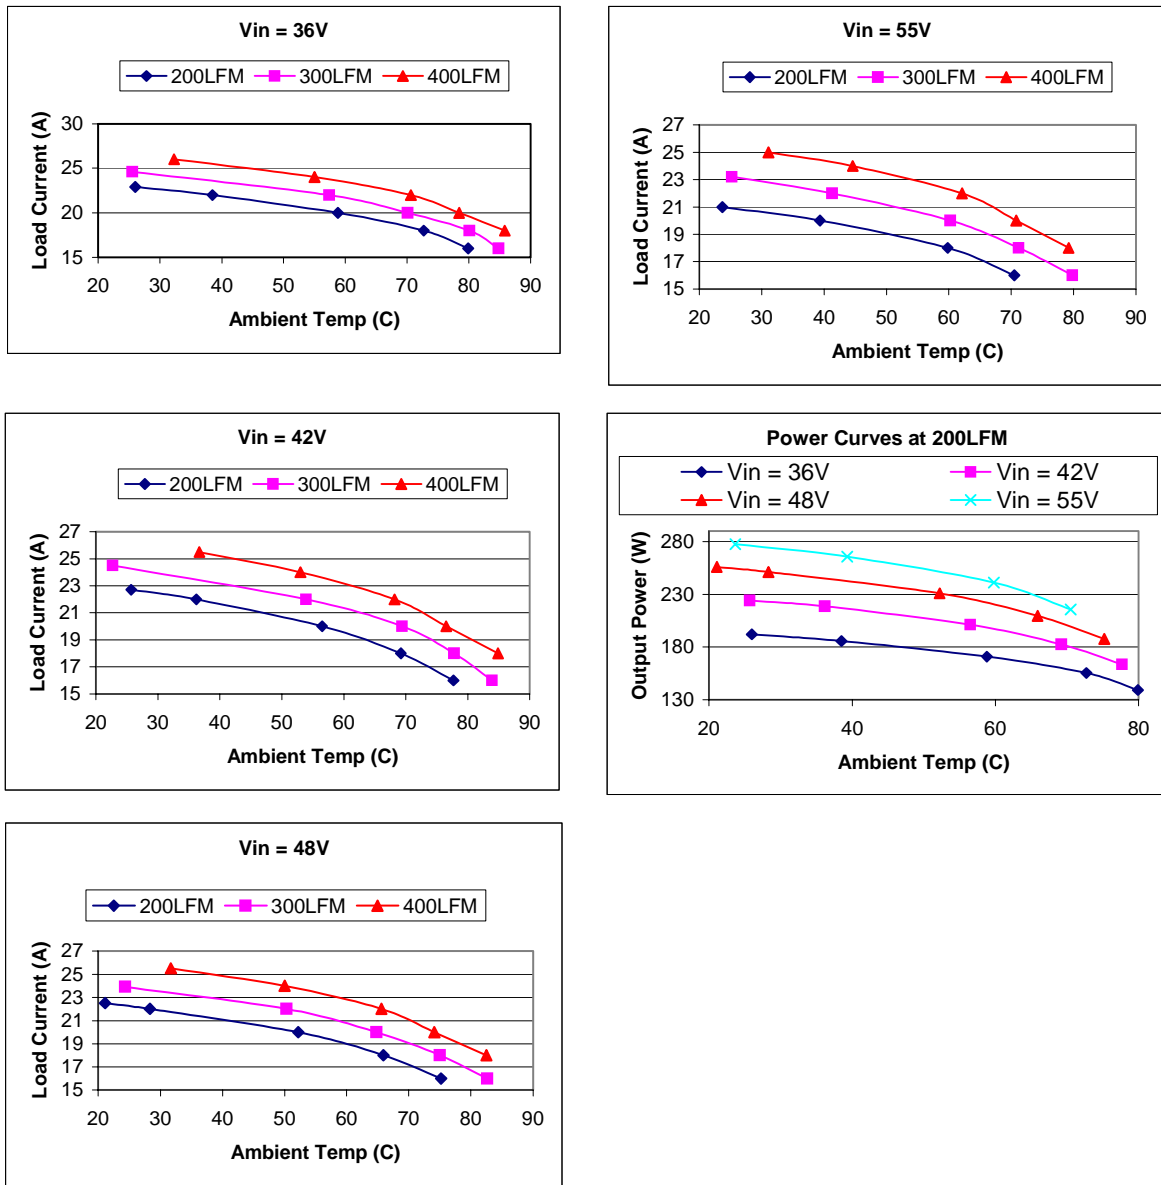 Vin = 36V
200LFM 300LFM 400LFM
Load Current (A)
30
25
20
15
20 30 40 50 60 70 80 90
Ambient Temp (C)
Vin = 55V
200LFM 300LFM 400LFM
Load Current (A)
27
25
23
21
19
17
15
20 30 40 50 60 70 80 90
Ambient Temp (C)
Vin = 42V
200LFM 300LFM 400LFM
Load Current (A)
27
25
23
21
19
17
15
20 30 40 50 60 70 80 90
Ambient Temp (C)
Power Curves at 200LFM
Vin = 36V Vin = 42V
Vin = 48V Vin = 55V
Output Power (W)
280
230
180
130
20 40 60 80
Ambient Temp (C)
Vin = 48V
200LFM 300LFM 400LFM
Load Current (A)
27
25
23
21
19
17
15
20 30 40 50 60 70 80 90
Ambient Temp (C)